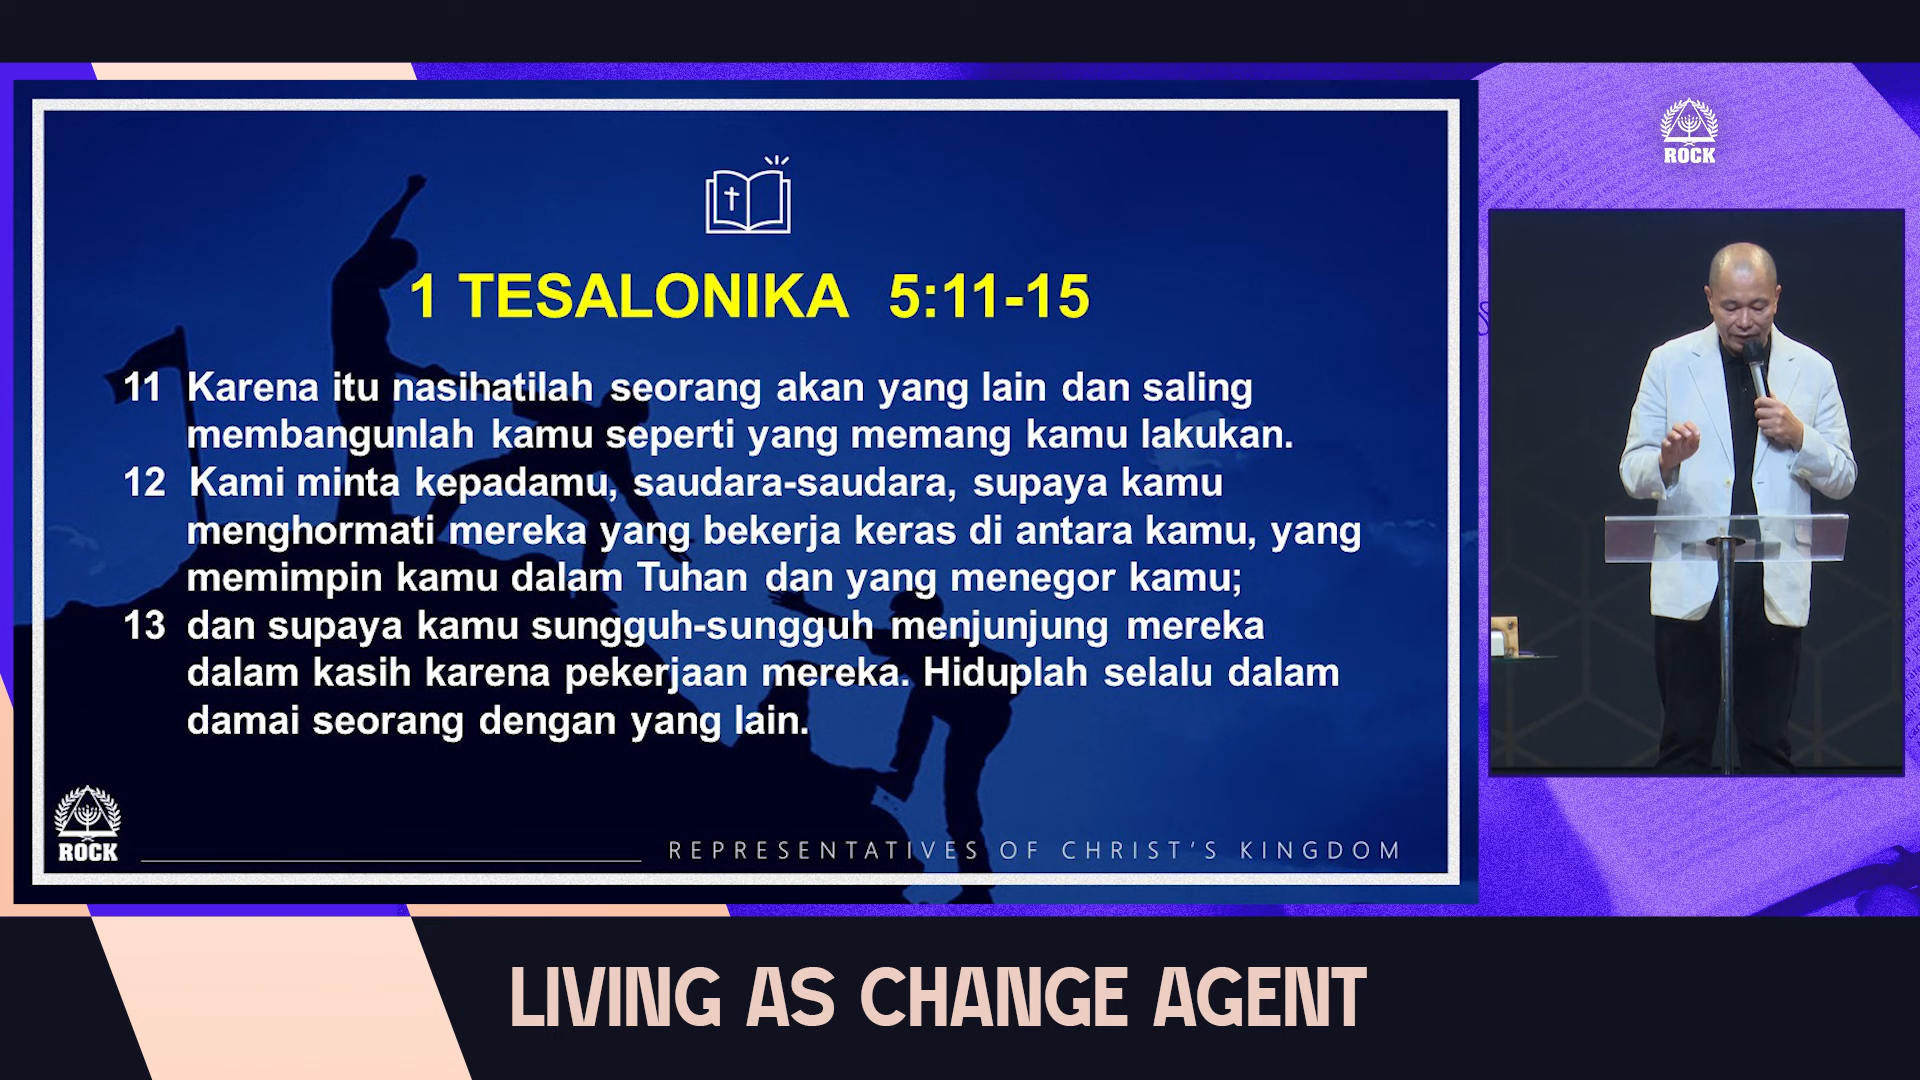 ROCK
1 TESALONIKA 5:11-15
11 Karena itu nasihatilah seorang akan yang lain dan saling
membangunlah kamu seperti yang memang kamu lakukan.
12 Kami minta kepadamu, saudara-saudara, supaya kamu
menghormati mereka yang bekerja keras di antara kamu, yang
memimpin kamu dalam Tuhan dan yang menegor kamu;
13 dan supaya kamu sungguh-sungguh menjunjung mereka
dalam kasih karena pekerjaan mereka. Hiduplah selalu dalam
damai seorang dengan yang lain.
ROCK
REPRESENTATIVES OF CHRIST'S KINGDOM
LIVING AS CHANGE AGENT